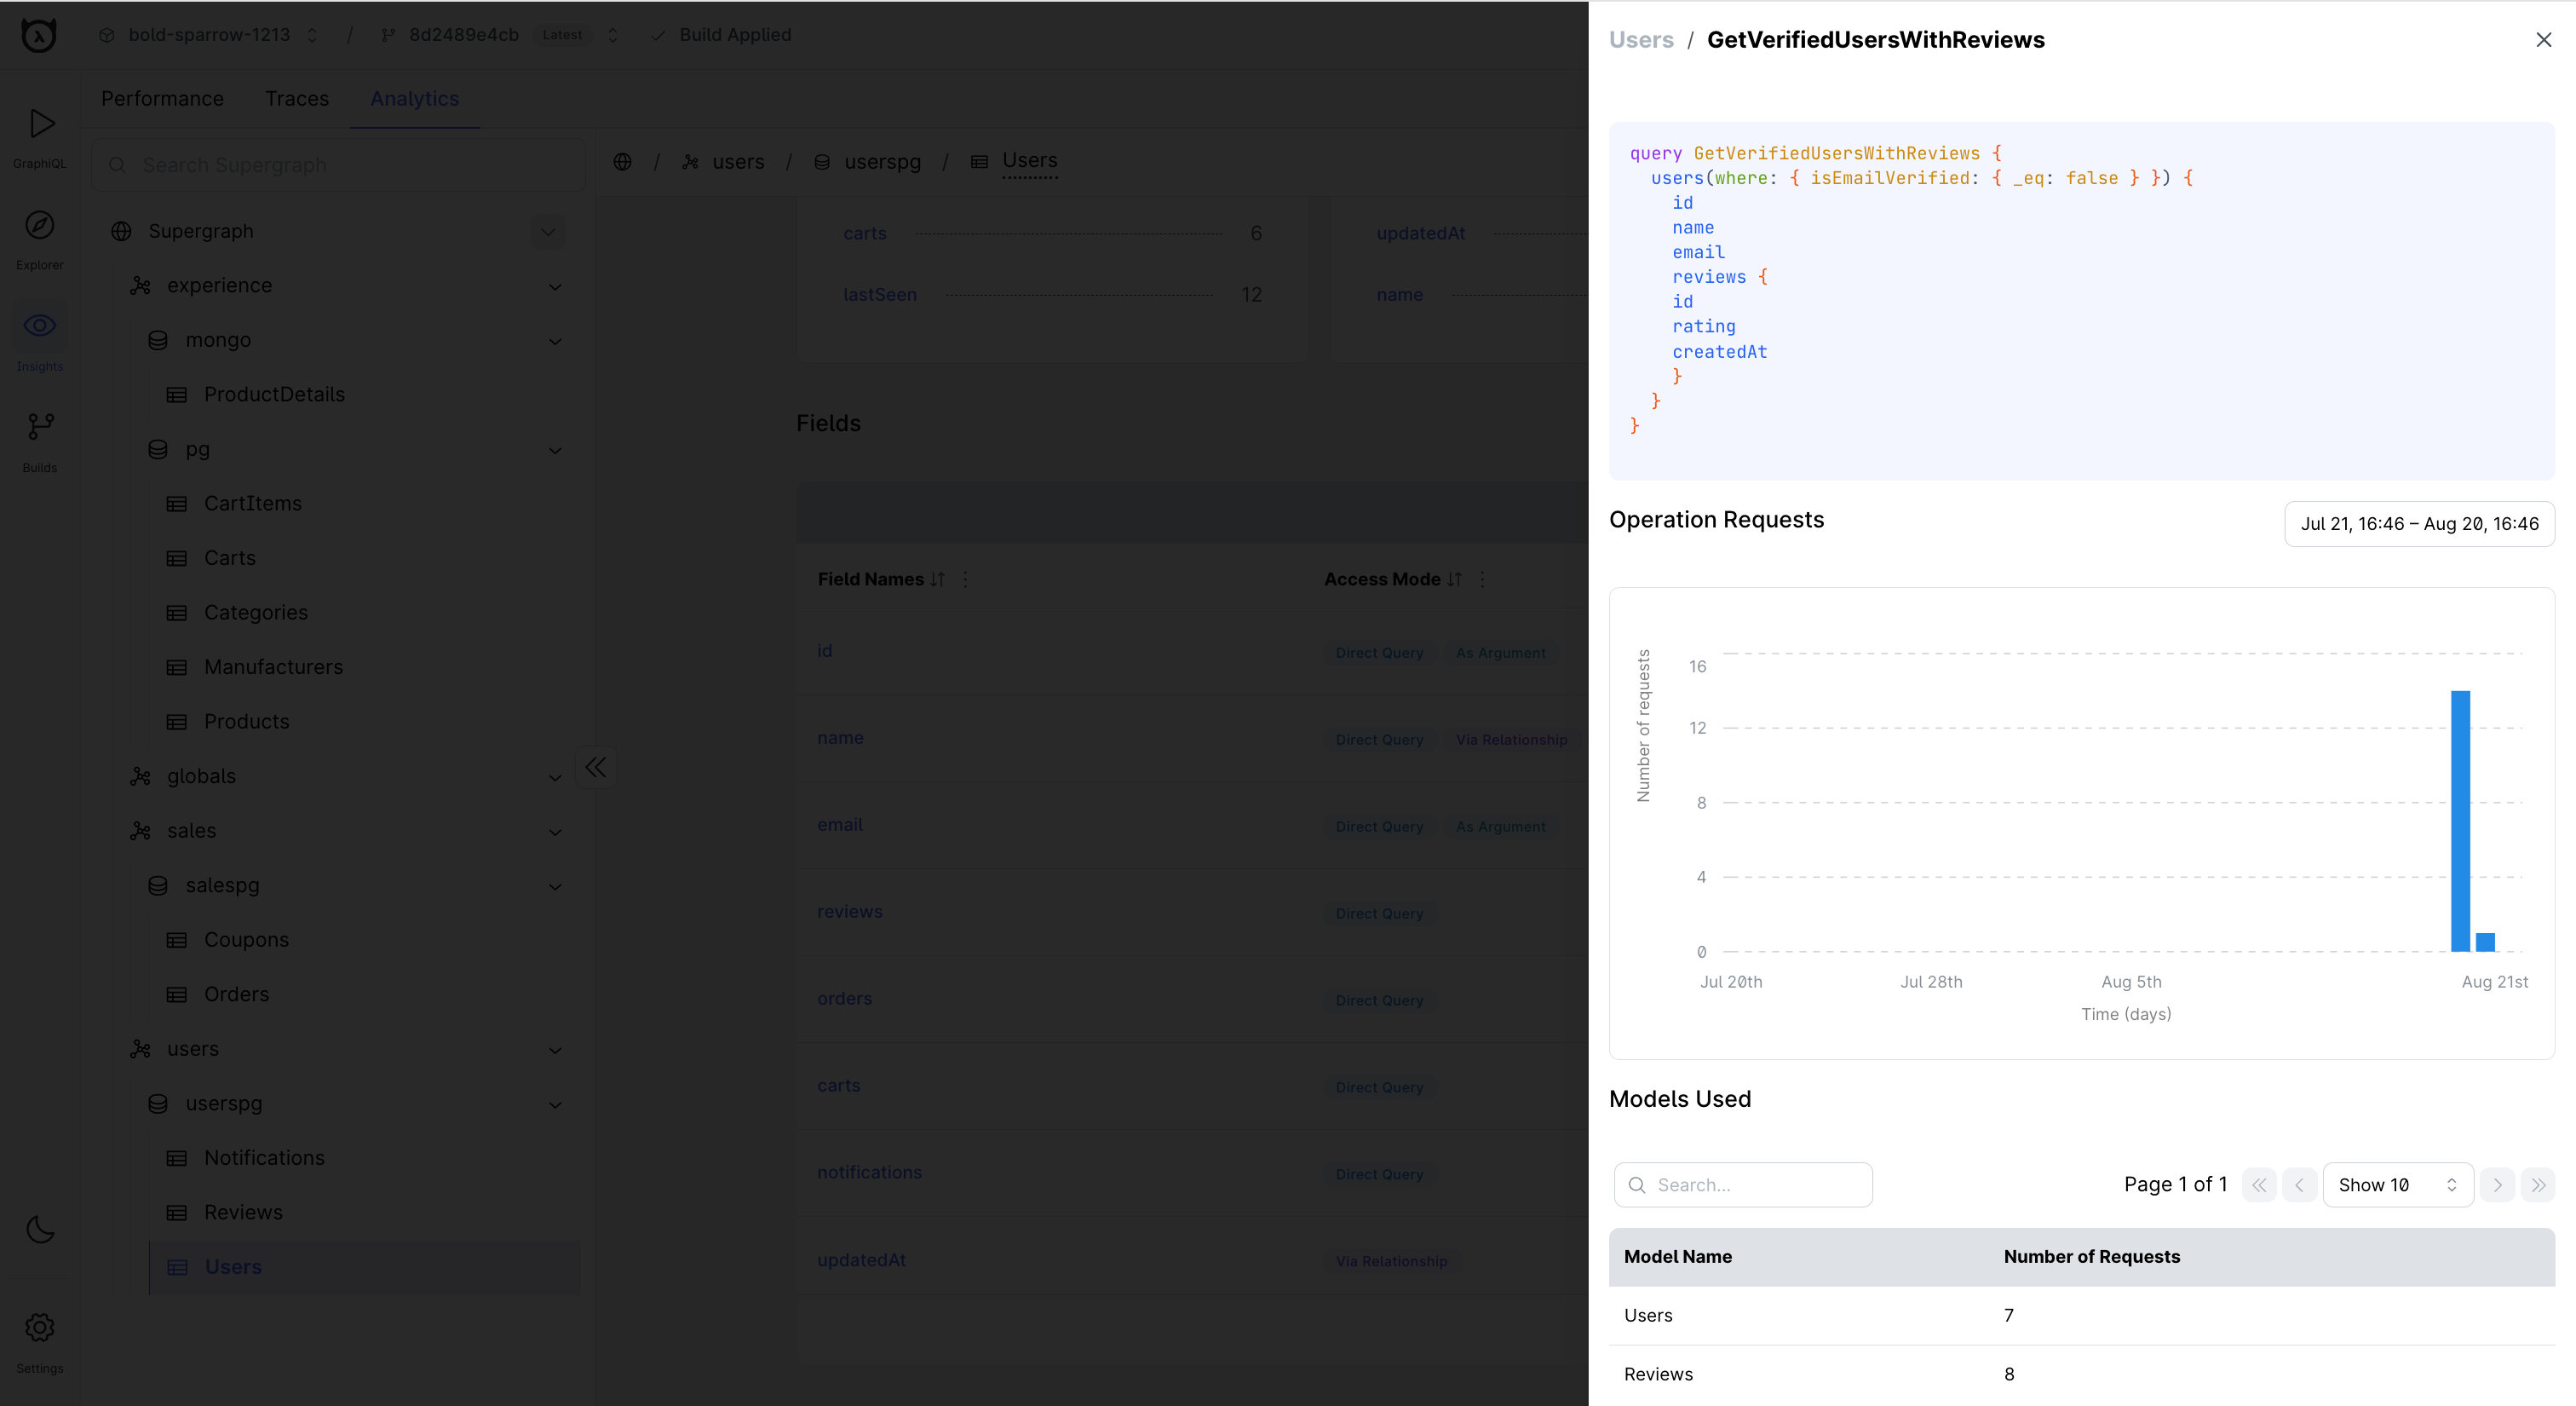 bold-sparrow-1213 / 8d2489e4cb Latest Build Applied
GraphiQL
Explorer
Insights
Builds
Settings
Performance Traces Analytics
Search Supergraph
Supergraph
experience
mongo
ProductDetails
pg
CartItems
Carts
Categories
Manufacturers
Products
globals
sales
salespg
Coupons
Orders
users
userspg
Notifications
Reviews
Users
/ users / userspg / Users
carts 6
lastSeen 12
updatedAt
name
Fields
Field Names Access Mode
id Direct Query As Argument
name Direct Query Via Relationship
email Direct Query As Argument
reviews Direct Query
orders Direct Query
carts Direct Query
notifications Direct Query
updatedAt Via Relationship
Users / GetVerifiedUsersWithReviews
query GetVerifiedUsersWithReviews {
users(where: { isEmailVerified: { _eq: false } }) {
id
name
email
reviews {
id
rating
createdAt
}
}
}
Operation Requests
Jul 21, 16:46 – Aug 20, 16:46
Number of requests
16
12
8
4
0
Jul 20th Jul 28th Aug 5th Aug 21st
Time (days)
Models Used
Search...
Page 1 of 1
Show 10
Model Name Number of Requests
Users 7
Reviews 8